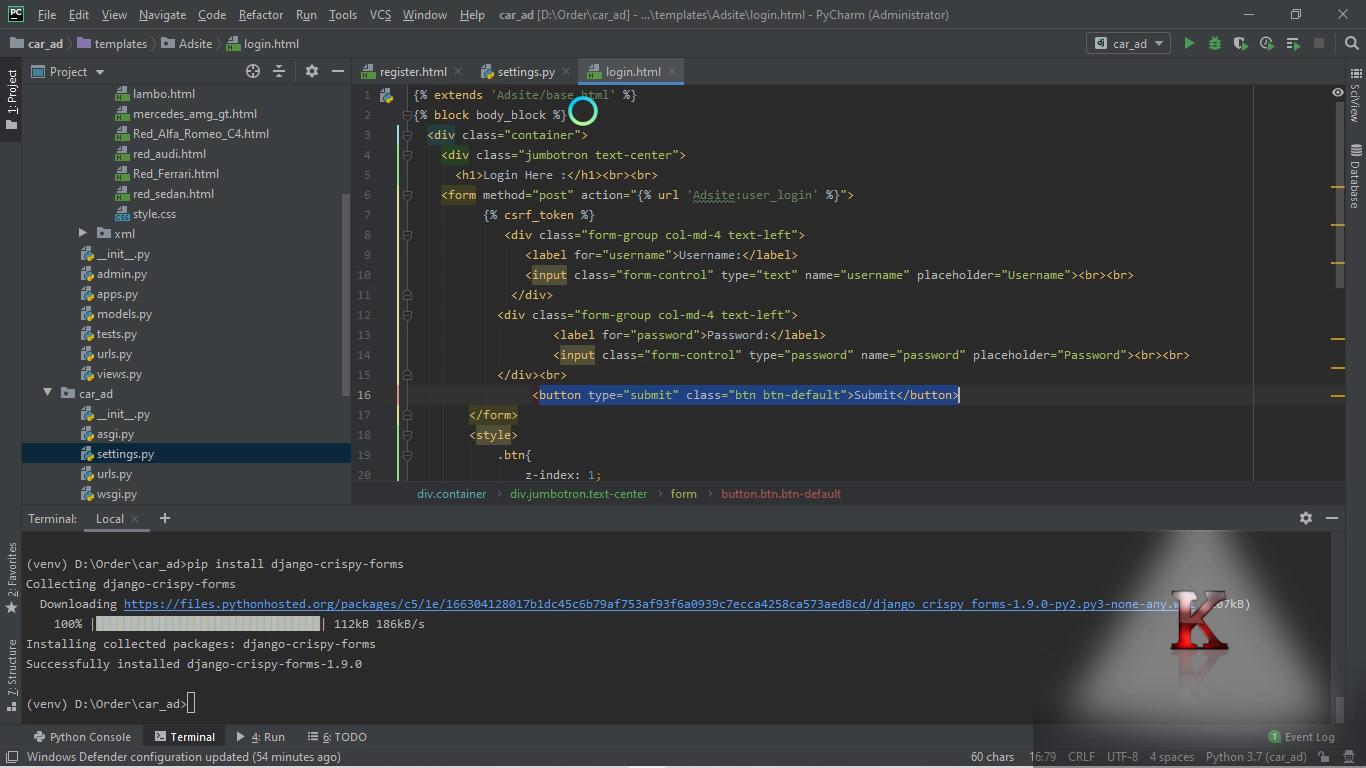 PC File Edit View Navigate Code Refactor Run Tools VCS Window Help car_ad [D:\Order\car_ad] - ...\templates\Adsite\login.html - PyCharm (Administrator)
car_ad templates Adsite login.html dj car_ad
Project register.html settings.py login.html
1: Project
SciView
Database
2: Favorites
7: Structure
lambo.html
mercedes_amg_gt.html
Red_Alfa_Romeo_C4.html
red_audi.html
Red_Ferrari.html
red_sedan.html
style.css
xml
__init__.py
admin.py
apps.py
models.py
tests.py
urls.py
views.py
car_ad
__init__.py
asgi.py
settings.py
urls.py
wsgi.py
1 {% extends 'Adsite/base.html' %}
2 {% block body_block %}
3 <div class="container">
4 <div class="jumbotron text-center">
5 <h1>Login Here :</h1><br><br>
6 <form method="post" action="{% url 'Adsite:user_login' %}">
7 {% csrf_token %}
8 <div class="form-group col-md-4 text-left">
9 <label for="username">Username:</label>
10 <input class="form-control" type="text" name="username" placeholder="Username"><br><br>
11 </div>
12 <div class="form-group col-md-4 text-left">
13 <label for="password">Password:</label>
14 <input class="form-control" type="password" name="password" placeholder="Password"><br><br>
15 </div><br>
16 <button type="submit" class="btn btn-default">Submit</button>
17 </form>
18 <style>
19 .btn{
20 z-index: 1;
div.container › div.jumbotron.text-center › form › button.btn.btn-default
Terminal: Local +
(venv) D:\Order\car_ad>pip install django-crispy-forms
Collecting django-crispy-forms
Downloading https://files.pythonhosted.org/packages/c5/1e/166304128017b1dc45c6b79af753af93f6a0939c7ecca4258ca573aed8cd/django_crispy_forms-1.9.0-py2.py3-none-any.
100% | | 112kB 186kB/s
Installing collected packages: django-crispy-forms
Successfully installed django-crispy-forms-1.9.0
(venv) D:\Order\car_ad>
K
Python Console Terminal 4: Run 6: TODO 1 Event Log
Windows Defender configuration updated (54 minutes ago) 60 chars 16:79 CRLF UTF-8 4 spaces Python 3.7 (car_ad)